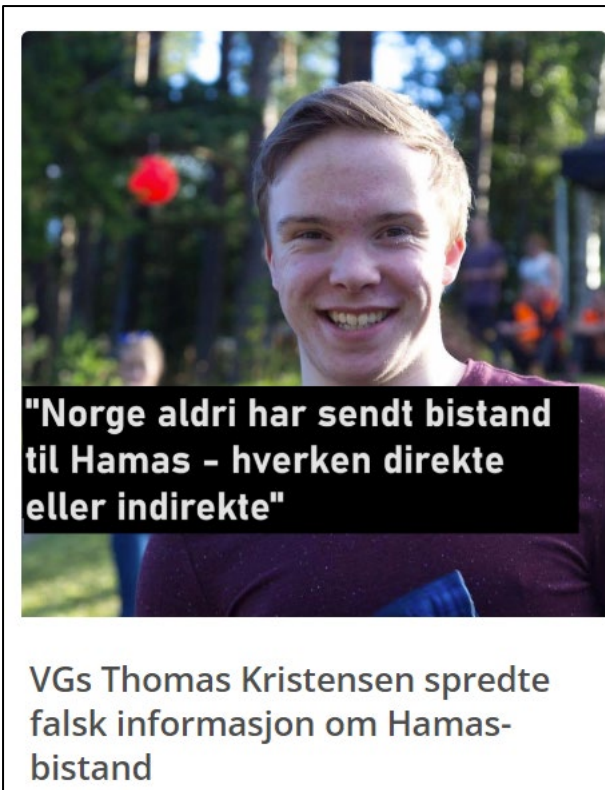 "Norge aldri har sendt bistand
til Hamas - hverken direkte
eller indirekte"
VGs Thomas Kristensen spredte
falsk informasjon om Hamas-
bistand